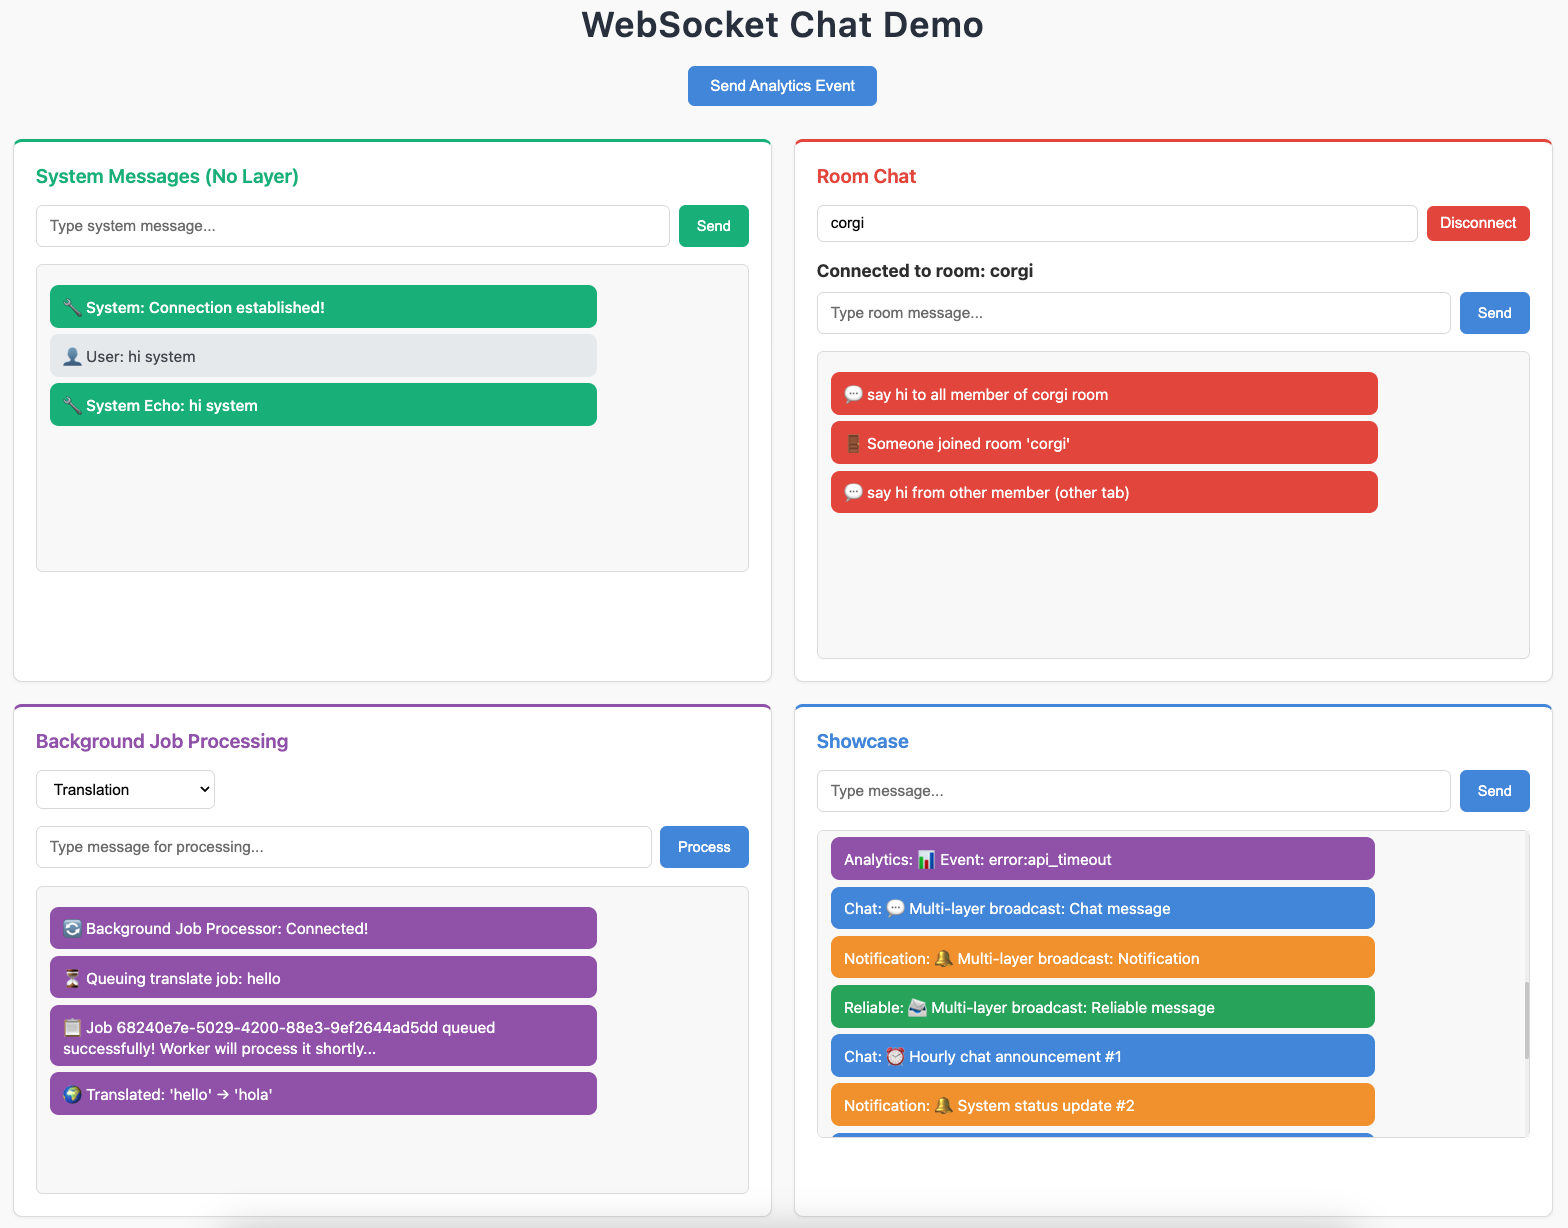 WebSocket Chat Demo
Send Analytics Event
System Messages (No Layer)
Type system message...
Send
🔧 System: Connection established!
👤 User: hi system
🔧 System Echo: hi system
Room Chat
corgi
Disconnect
Connected to room: corgi
Type room message...
Send
💬 say hi to all member of corgi room
🚪 Someone joined room 'corgi'
💬 say hi from other member (other tab)
Background Job Processing
Translation
Type message for processing...
Process
🔄 Background Job Processor: Connected!
⏳ Queuing translate job: hello
📋 Job 68240e7e-5029-4200-88e3-9ef2644ad5dd queued
successfully! Worker will process it shortly...
🌍 Translated: 'hello' → 'hola'
Showcase
Type message...
Send
Analytics: 📊 Event: error:api_timeout
Chat: 💬 Multi-layer broadcast: Chat message
Notification: 🔔 Multi-layer broadcast: Notification
Reliable: 📨 Multi-layer broadcast: Reliable message
Chat: ⏰ Hourly chat announcement #1
Notification: 🔔 System status update #2